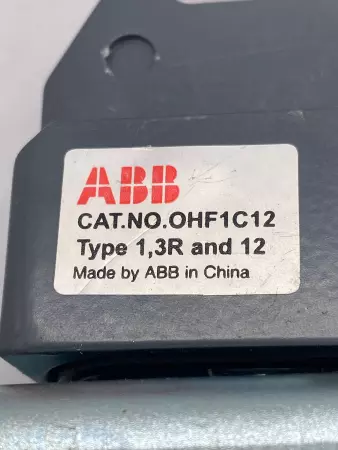 ABB
CAT.NO.OHF1C12
Type 1,3R and 12
Made by ABB in China